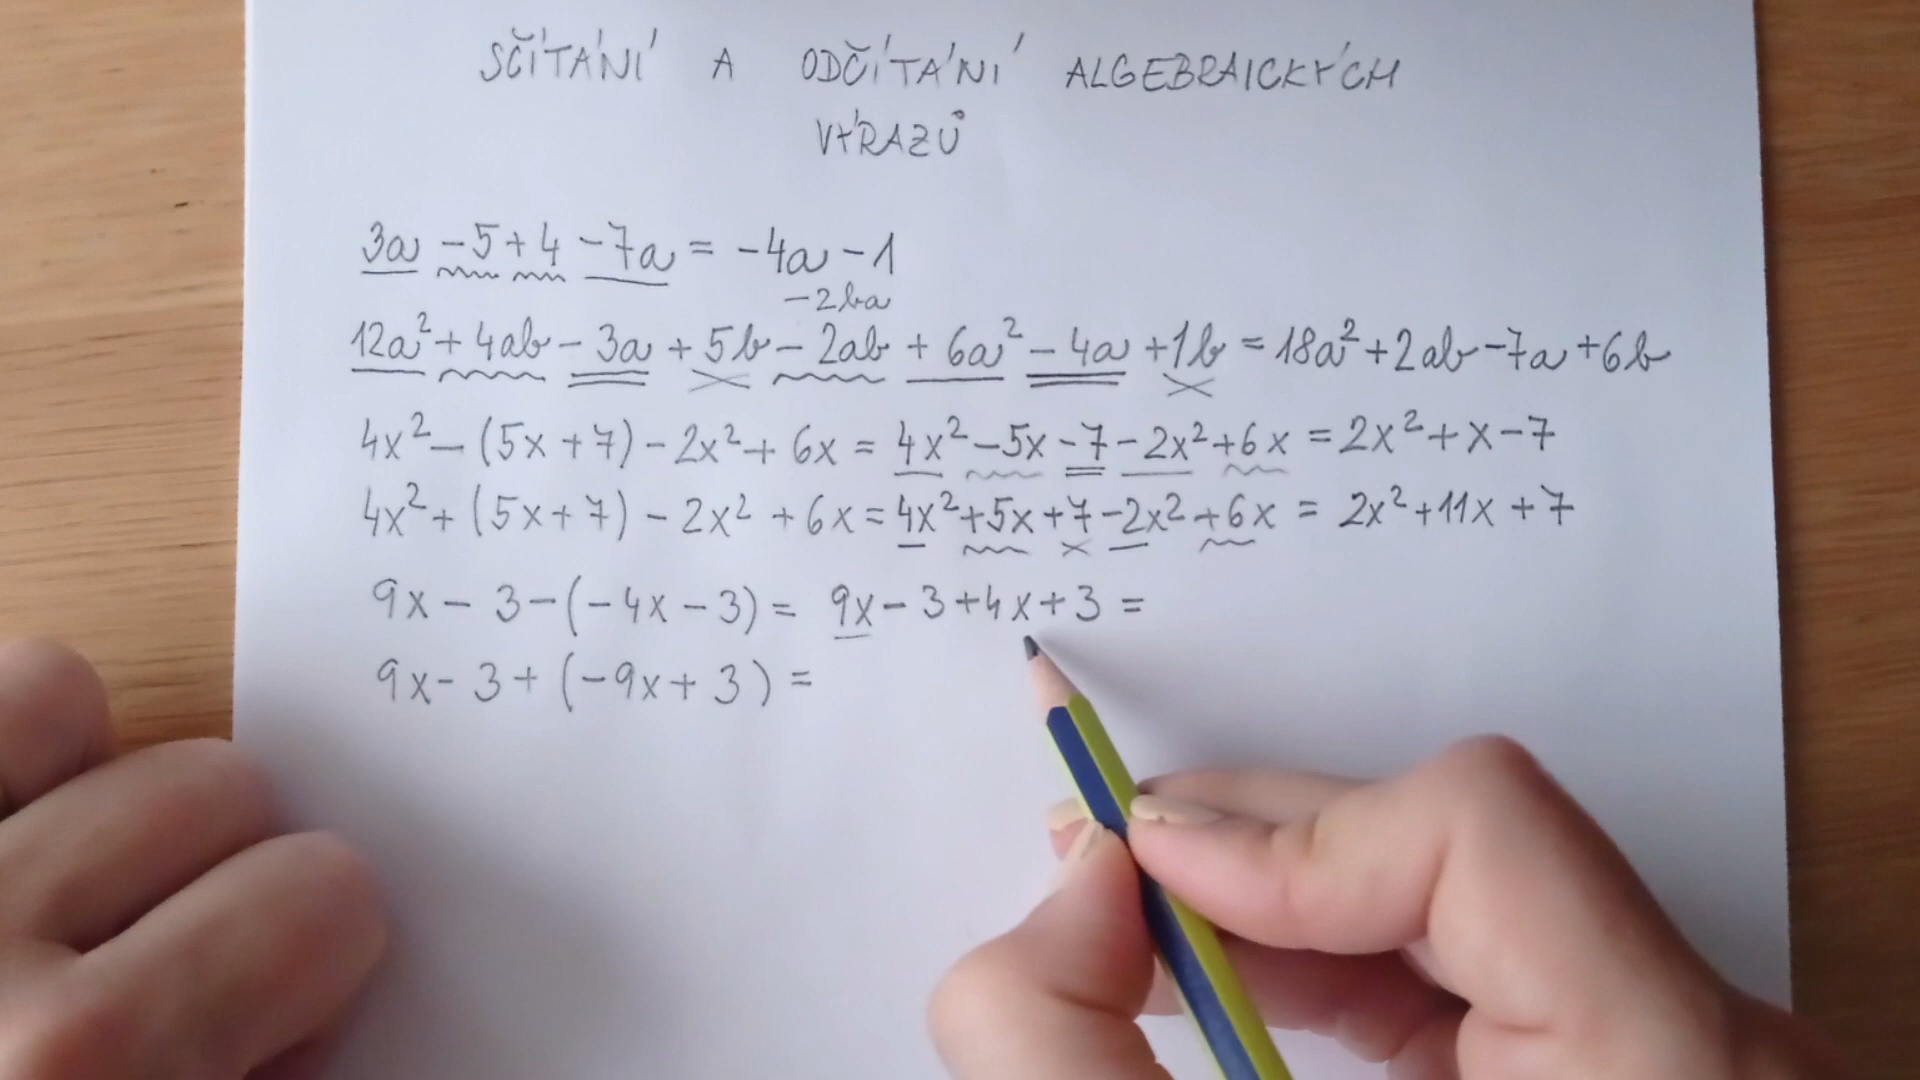 SČÍTÁNÍ A ODČÍTÁNÍ ALGEBRAICKÝCH
VÝRAZŮ
3a - 5 + 4 - 7a = -4a - 1
-2ba
12a² + 4ab - 3a + 5b - 2ab + 6a² - 4a + 1b = 18a² + 2ab - 7a + 6b
4x² - (5x + 7) - 2x² + 6x = 4x² - 5x - 7 - 2x² + 6x = 2x² + x - 7
4x² + (5x + 7) - 2x² + 6x = 4x² + 5x + 7 - 2x² + 6x = 2x² + 11x + 7
9x - 3 - (-4x - 3) = 9x - 3 + 4x + 3 =
9x - 3 + (-9x + 3) =